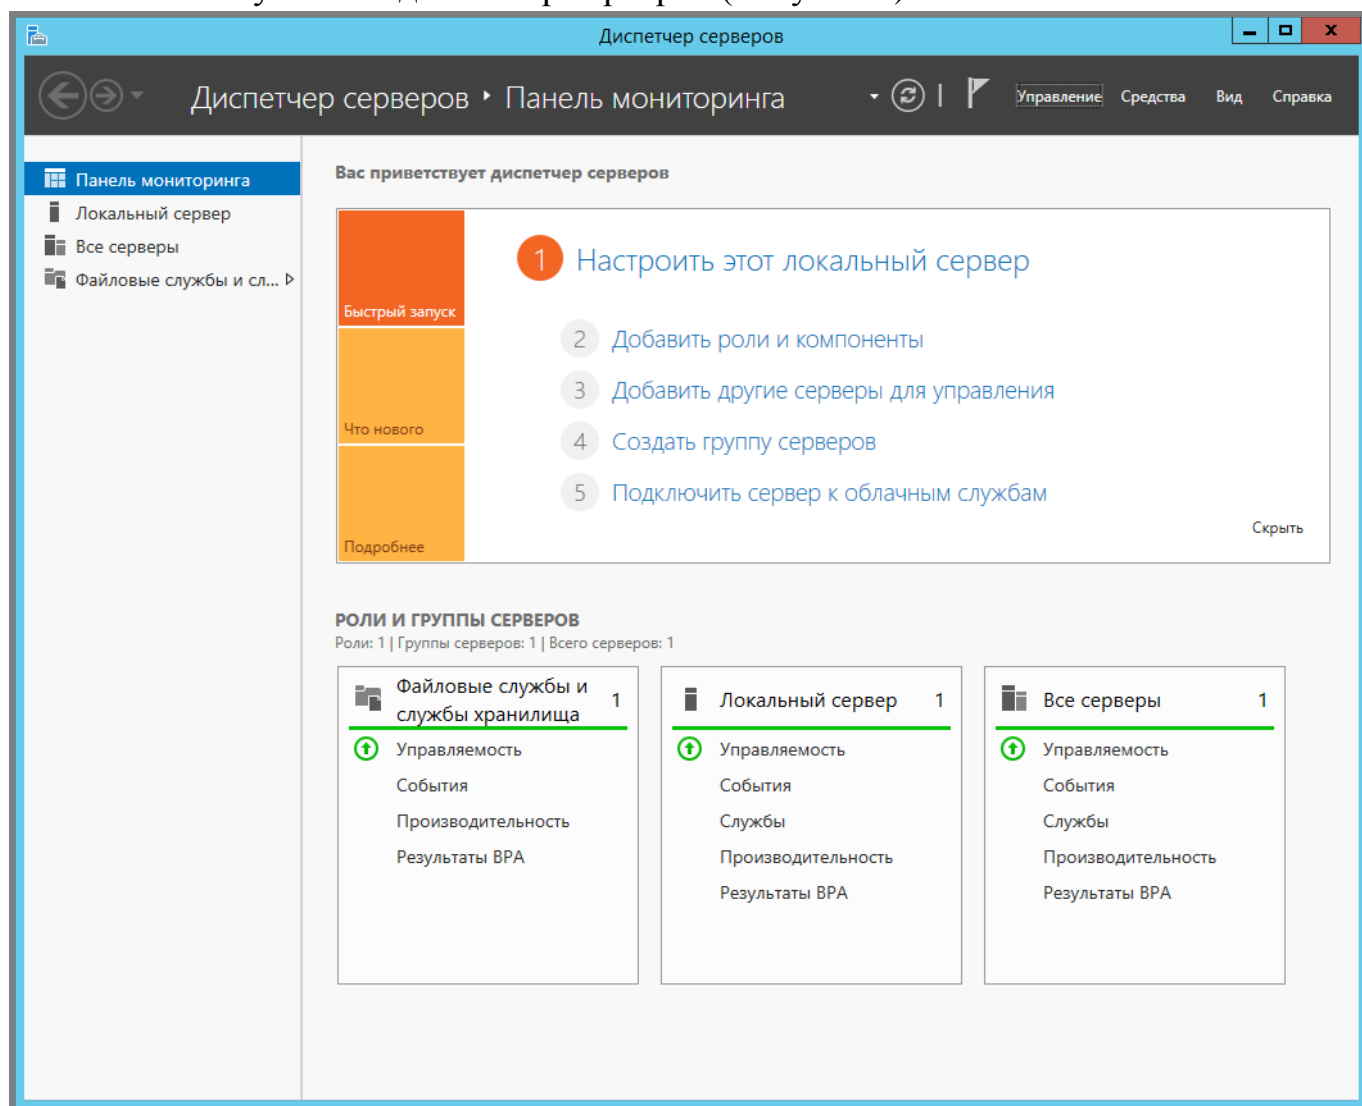 Диспетчер серверов
Диспетчер серверов Панель мониторинга
Управление Средства Вид Справка
Панель мониторинга
Локальный сервер
Все серверы
Файловые службы и сл...
Вас приветствует диспетчер серверов
Быстрый запуск
Что нового
Подробнее
1 Настроить этот локальный сервер
2 Добавить роли и компоненты
3 Добавить другие серверы для управления
4 Создать группу серверов
5 Подключить сервер к облачным службам
Скрыть
РОЛИ И ГРУППЫ СЕРВЕРОВ
Роли: 1 | Группы серверов: 1 | Всего серверов: 1
Файловые службы и
службы хранилища 1
Управляемость
События
Производительность
Результаты BPA
Локальный сервер 1
Управляемость
События
Службы
Производительность
Результаты BPA
Все серверы 1
Управляемость
События
Службы
Производительность
Результаты BPA